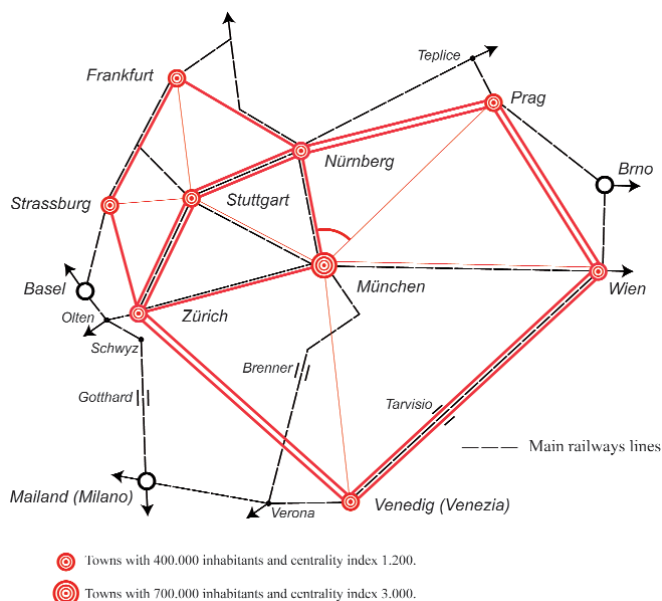 Teplice
Frankfurt
Prag
Nürnberg
Brno
Strassburg
Stuttgart
Basel
München
Wien
Olten
Zürich
Schwyz
Brenner
Gotthard
Tarvisio
Main railways lines
Mailand (Milano)
Verona
Venedig (Venezia)
Towns with 400.000 inhabitants and centrality index 1.200.
Towns with 700.000 inhabitants and centrality index 3.000.